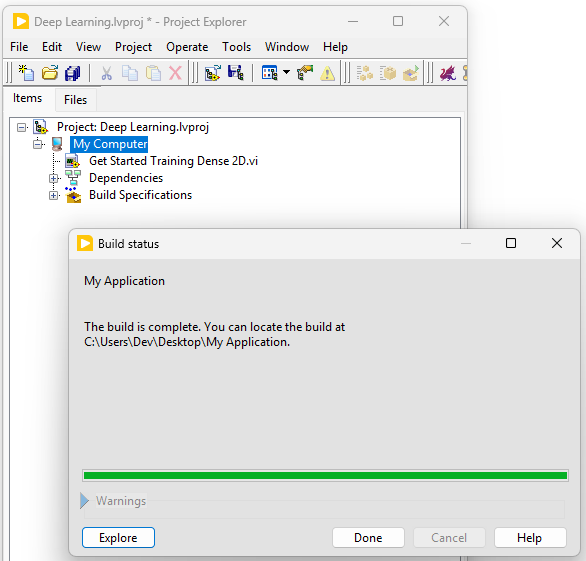 Deep Learning.lvproj * - Project Explorer
File Edit View Project Operate Tools Window Help
Items Files
Project: Deep Learning.lvproj
My Computer
Get Started Training Dense 2D.vi
Dependencies
Build Specifications
Build status
My Application
The build is complete. You can locate the build at
C:\Users\Dev\Desktop\My Application.
Warnings
Explore Done Cancel Help